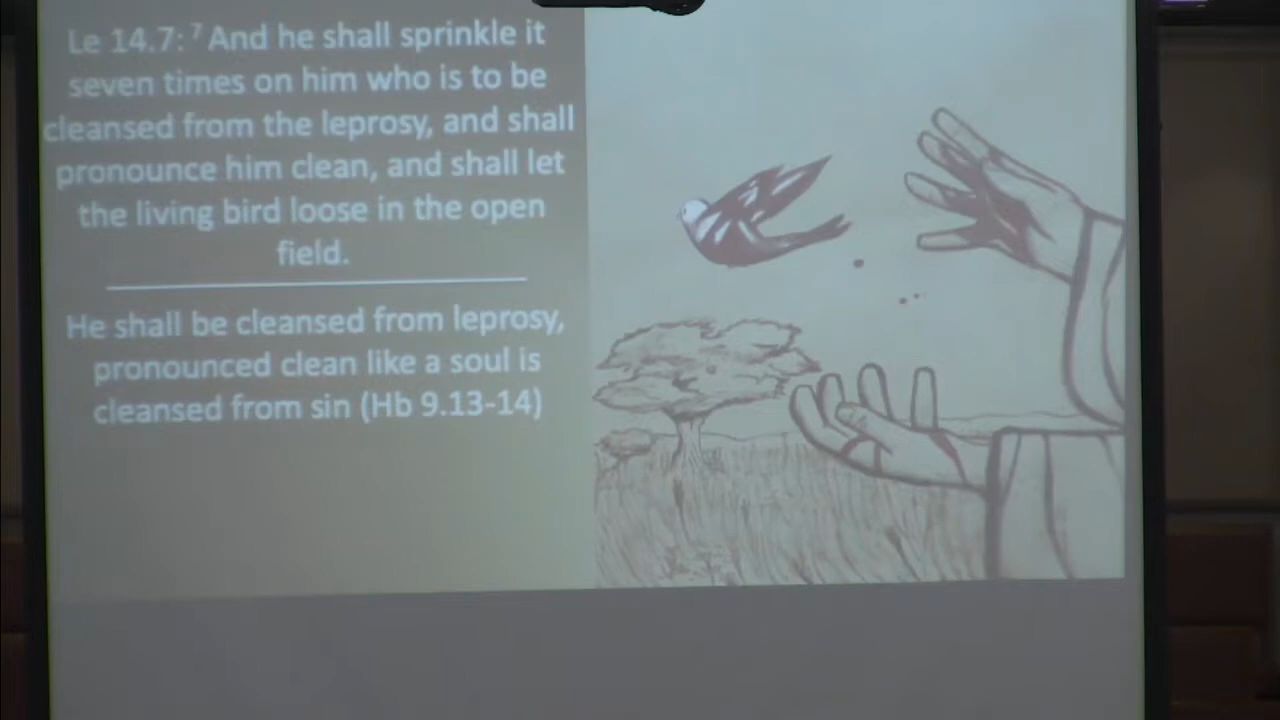 Le 14.7: ⁷ And he shall sprinkle it
seven times on him who is to be
cleansed from the leprosy, and shall
pronounce him clean, and shall let
the living bird loose in the open
field.
He shall be cleansed from leprosy,
pronounced clean like a soul is
cleansed from sin (Hb 9.13-14)